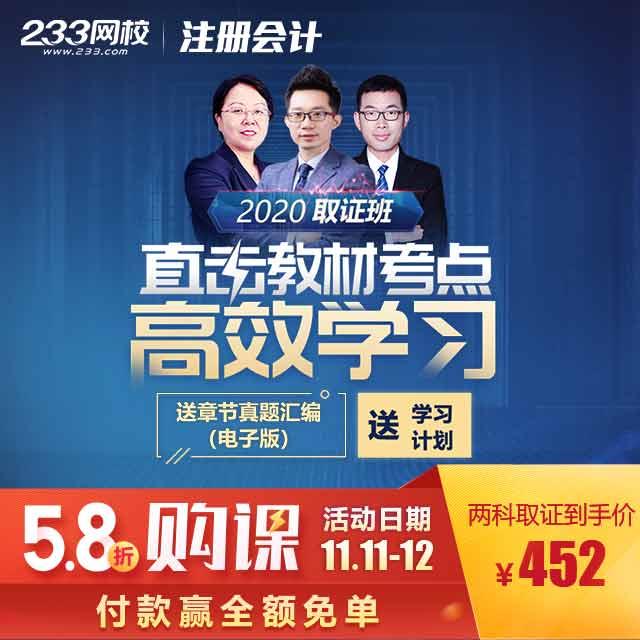 233网校
www.233.com
注册会计
2020 取证班
直击教材考点
高效学习
送章节真题汇编
(电子版)
送
学习
计划
5.8折 购课
活动日期
11.11-12
付款赢全额免单
两科取证到手价
¥452